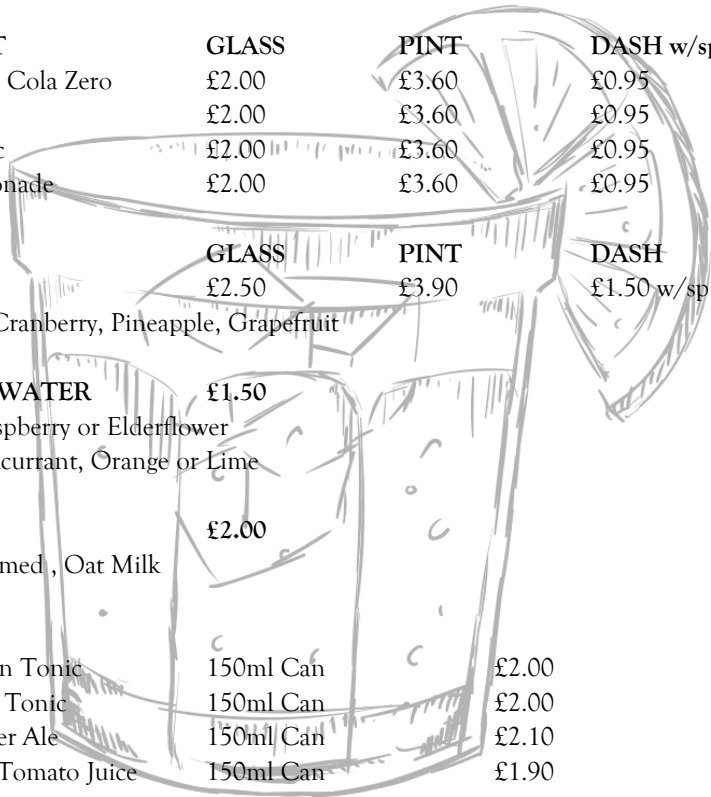 T GLASS PINT DASH w/sp
Cola Zero £2.00 £3.60 £0.95
£2.00 £3.60 £0.95
c £2.00 £3.60 £0.95
onade £2.00 £3.60 £0.95
GLASS PINT DASH
£2.50 £3.90 £1.50 w/sp
Cranberry, Pineapple, Grapefruit
WATER £1.50
spberry or Elderflower
kcurrant, Orange or Lime
£2.00
med , Oat Milk
n Tonic 150ml Can £2.00
Tonic 150ml Can £2.00
er Ale 150ml Can £2.10
Tomato Juice 150ml Can £1.90